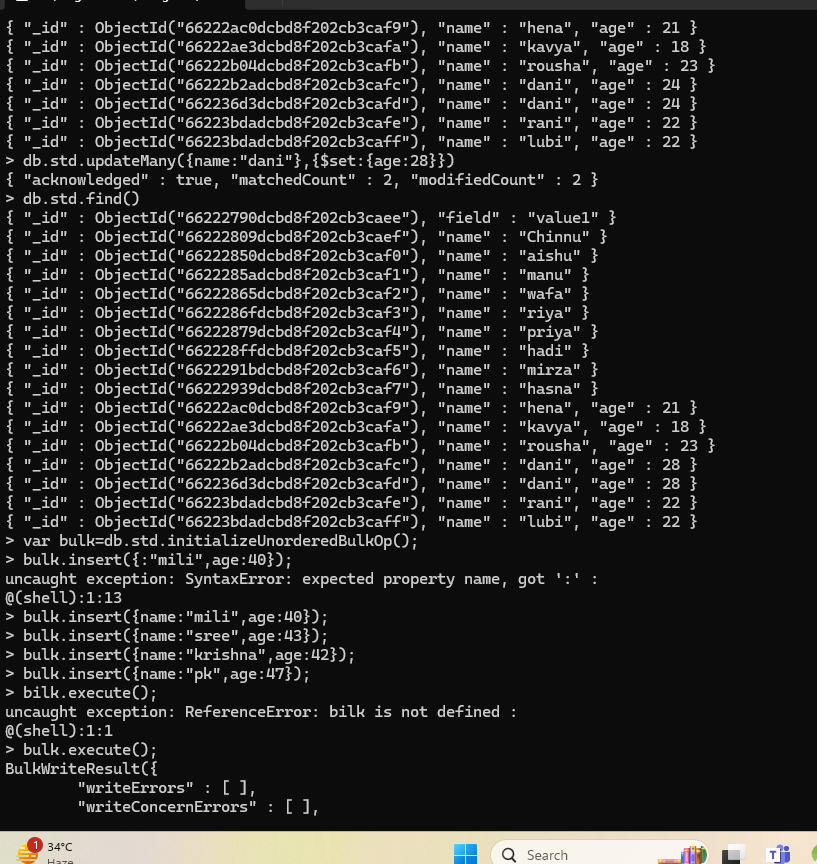 { "_id" : ObjectId("66222ac0dcbd8f202cb3caf9"), "name" : "hena", "age" : 21 }
{ "_id" : ObjectId("66222ae3dcbd8f202cb3cafa"), "name" : "kavya", "age" : 18 }
{ "_id" : ObjectId("66222b04dcbd8f202cb3cafb"), "name" : "rousha", "age" : 23 }
{ "_id" : ObjectId("66222b2adcbd8f202cb3cafc"), "name" : "dani", "age" : 24 }
{ "_id" : ObjectId("662236d3dcbd8f202cb3cafd"), "name" : "dani", "age" : 24 }
{ "_id" : ObjectId("66223bdadcbd8f202cb3cafe"), "name" : "rani", "age" : 22 }
{ "_id" : ObjectId("66223bdadcbd8f202cb3caff"), "name" : "lubi", "age" : 22 }
> db.std.updateMany({name:"dani"},{$set:{age:28}})
{ "acknowledged" : true, "matchedCount" : 2, "modifiedCount" : 2 }
> db.std.find()
{ "_id" : ObjectId("66222790dcbd8f202cb3caee"), "field" : "value1" }
{ "_id" : ObjectId("66222809dcbd8f202cb3caef"), "name" : "Chinnu" }
{ "_id" : ObjectId("66222850dcbd8f202cb3caf0"), "name" : "aishu" }
{ "_id" : ObjectId("6622285adcbd8f202cb3caf1"), "name" : "manu" }
{ "_id" : ObjectId("66222865dcbd8f202cb3caf2"), "name" : "wafa" }
{ "_id" : ObjectId("6622286fdcbd8f202cb3caf3"), "name" : "riya" }
{ "_id" : ObjectId("66222879dcbd8f202cb3caf4"), "name" : "priya" }
{ "_id" : ObjectId("662228ffdcbd8f202cb3caf5"), "name" : "hadi" }
{ "_id" : ObjectId("6622291bdcbd8f202cb3caf6"), "name" : "mirza" }
{ "_id" : ObjectId("66222939dcbd8f202cb3caf7"), "name" : "hasna" }
{ "_id" : ObjectId("66222ac0dcbd8f202cb3caf9"), "name" : "hena", "age" : 21 }
{ "_id" : ObjectId("66222ae3dcbd8f202cb3cafa"), "name" : "kavya", "age" : 18 }
{ "_id" : ObjectId("66222b04dcbd8f202cb3cafb"), "name" : "rousha", "age" : 23 }
{ "_id" : ObjectId("66222b2adcbd8f202cb3cafc"), "name" : "dani", "age" : 28 }
{ "_id" : ObjectId("662236d3dcbd8f202cb3cafd"), "name" : "dani", "age" : 28 }
{ "_id" : ObjectId("66223bdadcbd8f202cb3cafe"), "name" : "rani", "age" : 22 }
{ "_id" : ObjectId("66223bdadcbd8f202cb3caff"), "name" : "lubi", "age" : 22 }
> var bulk=db.std.initializeUnorderedBulkOp();
> bulk.insert({:"mili",age:40});
uncaught exception: SyntaxError: expected property name, got ':' :
@(shell):1:13
> bulk.insert({name:"mili",age:40});
> bulk.insert({name:"sree",age:43});
> bulk.insert({name:"krishna",age:42});
> bulk.insert({name:"pk",age:47});
> bilk.execute();
uncaught exception: ReferenceError: bilk is not defined :
@(shell):1:1
> bulk.execute();
BulkWriteResult({
"writeErrors" : [ ],
"writeConcernErrors" : [ ],
1
34°C
Haze
Search